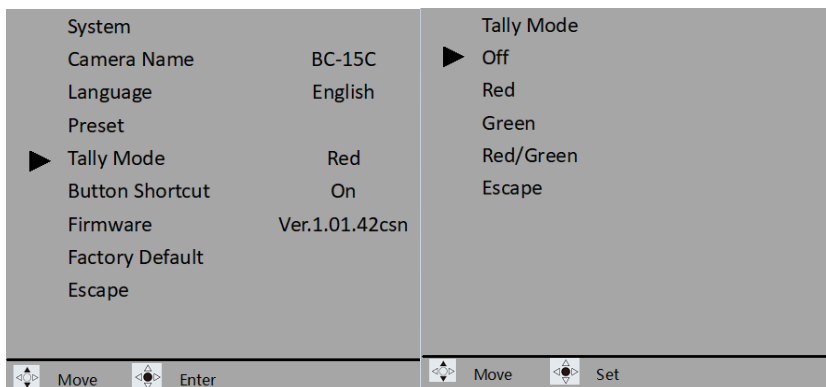 System
Camera Name BC-15C
Language English
Preset
Tally Mode Red
Button Shortcut On
Firmware Ver.1.01.42csn
Factory Default
Escape
Move Enter
Tally Mode
Off
Red
Green
Red/Green
Escape
Move Set